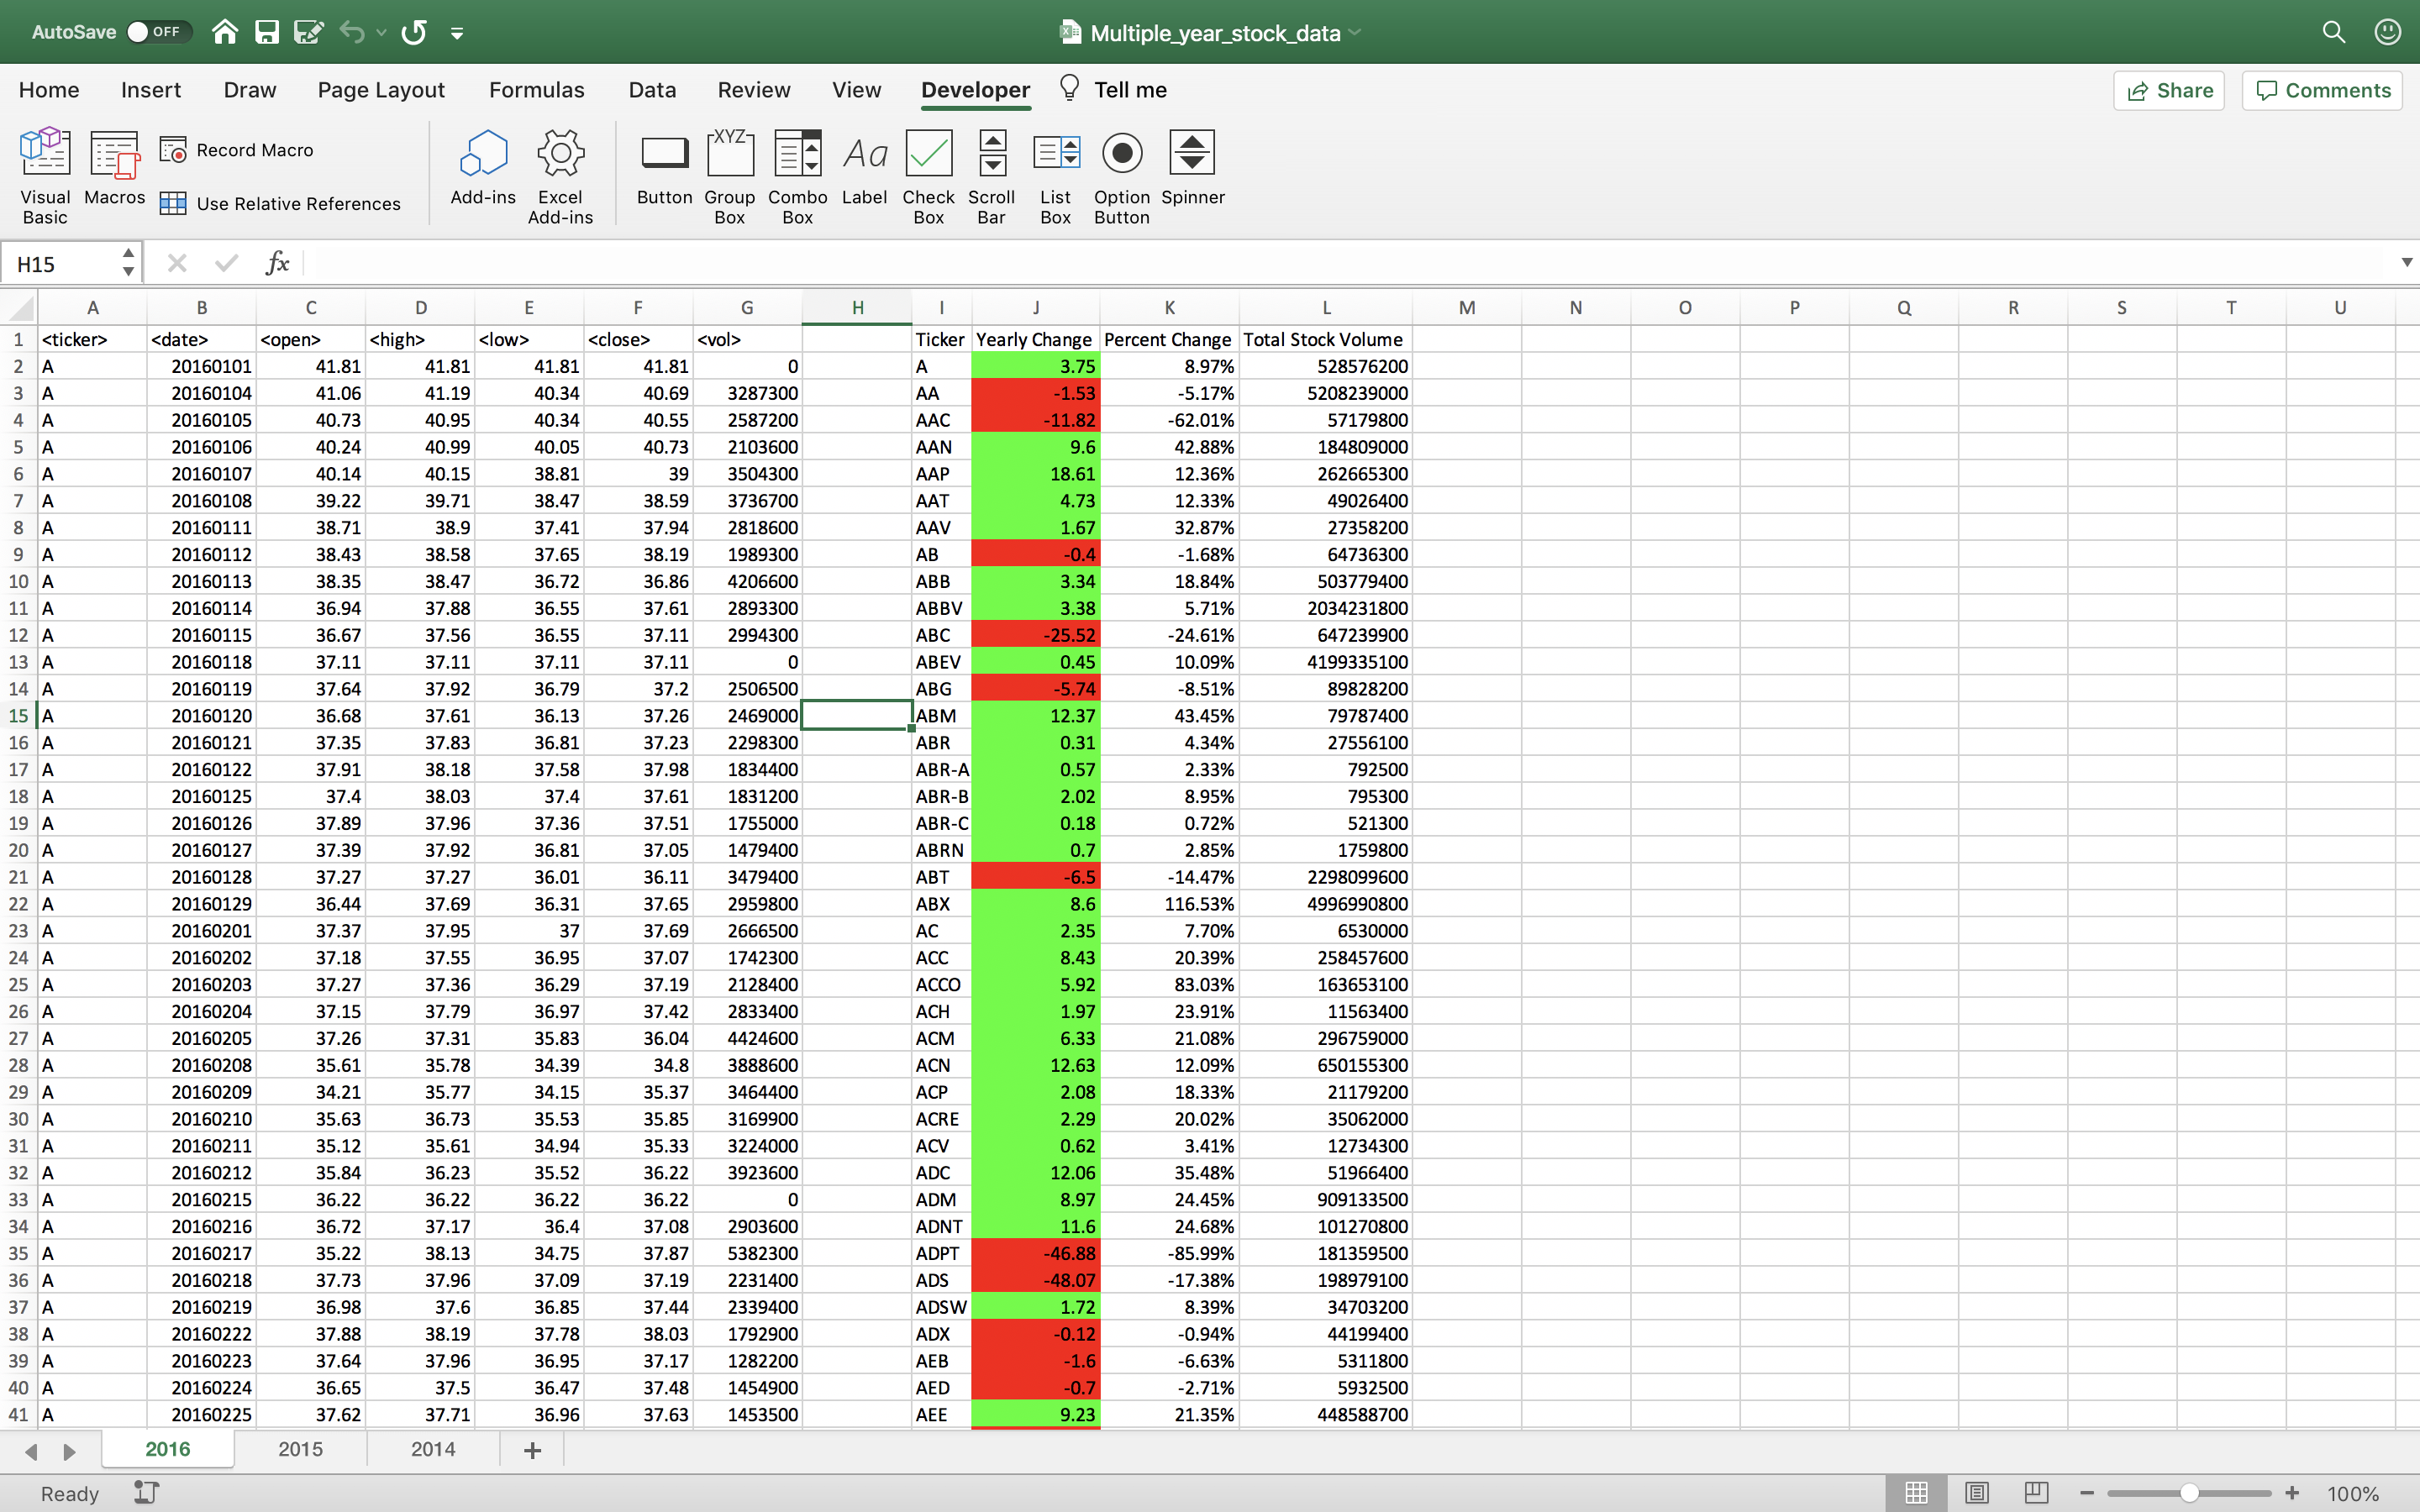 AutoSave OFF Multiple_year_stock_data
Home Insert Draw Page Layout Formulas Data Review View Developer Tell me Share Comments
Visual Basic Macros Record Macro Use Relative References Add-ins Excel Add-ins Button Group Box Combo Box Label Check Box Scroll Bar List Box Option Button Spinner
XYZ Aa
H15 fx
A B C D E F G H I J K L M N O P Q R S T U
1 <ticker> <date> <open> <high> <low> <close> <vol> Ticker Yearly Change Percent Change Total Stock Volume
2 A 20160101 41.81 41.81 41.81 41.81 0 A 3.75 8.97% 528576200
3 A 20160104 41.06 41.19 40.34 40.69 3287300 AA -1.53 -5.17% 5208239000
4 A 20160105 40.73 40.95 40.34 40.55 2587200 AAC -11.82 -62.01% 57179800
5 A 20160106 40.24 40.99 40.05 40.73 2103600 AAN 9.6 42.88% 184809000
6 A 20160107 40.14 40.15 38.81 39 3504300 AAP 18.61 12.36% 262665300
7 A 20160108 39.22 39.71 38.47 38.59 3736700 AAT 4.73 12.33% 49026400
8 A 20160111 38.71 38.9 37.41 37.94 2818600 AAV 1.67 32.87% 27358200
9 A 20160112 38.43 38.58 37.65 38.19 1989300 AB -0.4 -1.68% 64736300
10 A 20160113 38.35 38.47 36.72 36.86 4206600 ABB 3.34 18.84% 503779400
11 A 20160114 36.94 37.88 36.55 37.61 2893300 ABBV 3.38 5.71% 2034231800
12 A 20160115 36.67 37.56 36.55 37.11 2994300 ABC -25.52 -24.61% 647239900
13 A 20160118 37.11 37.11 37.11 37.11 0 ABEV 0.45 10.09% 4199335100
14 A 20160119 37.64 37.92 36.79 37.2 2506500 ABG -5.74 -8.51% 89828200
15 A 20160120 36.68 37.61 36.13 37.26 2469000 ABM 12.37 43.45% 79787400
16 A 20160121 37.35 37.83 36.81 37.23 2298300 ABR 0.31 4.34% 27556100
17 A 20160122 37.91 38.18 37.58 37.98 1834400 ABR-A 0.57 2.33% 792500
18 A 20160125 37.4 38.03 37.4 37.61 1831200 ABR-B 2.02 8.95% 795300
19 A 20160126 37.89 37.96 37.36 37.51 1755000 ABR-C 0.18 0.72% 521300
20 A 20160127 37.39 37.92 36.81 37.05 1479400 ABRN 0.7 2.85% 1759800
21 A 20160128 37.27 37.27 36.01 36.11 3479400 ABT -6.5 -14.47% 2298099600
22 A 20160129 36.44 37.69 36.31 37.65 2959800 ABX 8.6 116.53% 4996990800
23 A 20160201 37.37 37.95 37 37.69 2666500 AC 2.35 7.70% 6530000
24 A 20160202 37.18 37.55 36.95 37.07 1742300 ACC 8.43 20.39% 258457600
25 A 20160203 37.27 37.36 36.29 37.19 2128400 ACCO 5.92 83.03% 163653100
26 A 20160204 37.15 37.79 36.97 37.42 2833400 ACH 1.97 23.91% 11563400
27 A 20160205 37.26 37.31 35.83 36.04 4424600 ACM 6.33 21.08% 296759000
28 A 20160208 35.61 35.78 34.39 34.8 3888600 ACN 12.63 12.09% 650155300
29 A 20160209 34.21 35.77 34.15 35.37 3464400 ACP 2.08 18.33% 21179200
30 A 20160210 35.63 36.73 35.53 35.85 3169900 ACRE 2.29 20.02% 35062000
31 A 20160211 35.12 35.61 34.94 35.33 3224000 ACV 0.62 3.41% 12734300
32 A 20160212 35.84 36.23 35.52 36.22 3923600 ADC 12.06 35.48% 51966400
33 A 20160215 36.22 36.22 36.22 36.22 0 ADM 8.97 24.45% 909133500
34 A 20160216 36.72 37.17 36.4 37.08 2903600 ADNT 11.6 24.68% 101270800
35 A 20160217 35.22 38.13 34.75 37.87 5382300 ADPT -46.88 -85.99% 181359500
36 A 20160218 37.73 37.96 37.09 37.19 2231400 ADS -48.07 -17.38% 198979100
37 A 20160219 36.98 37.6 36.85 37.44 2339400 ADSW 1.72 8.39% 34703200
38 A 20160222 37.88 38.19 37.78 38.03 1792900 ADX -0.12 -0.94% 44199400
39 A 20160223 37.64 37.96 36.95 37.17 1282200 AEB -1.6 -6.63% 5311800
40 A 20160224 36.65 37.5 36.47 37.48 1454900 AED -0.7 -2.71% 5932500
41 A 20160225 37.62 37.71 36.96 37.63 1453500 AEE 9.23 21.35% 448588700
2016 2015 2014 +
Ready 100%